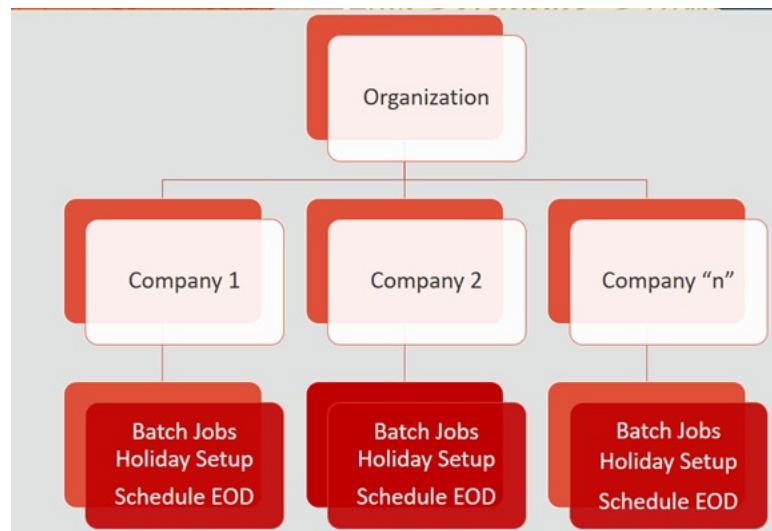 Organization
Company 1
Company 2
Company “n”
Batch Jobs
Holiday Setup
Schedule EOD
Batch Jobs
Holiday Setup
Schedule EOD
Batch Jobs
Holiday Setup
Schedule EOD